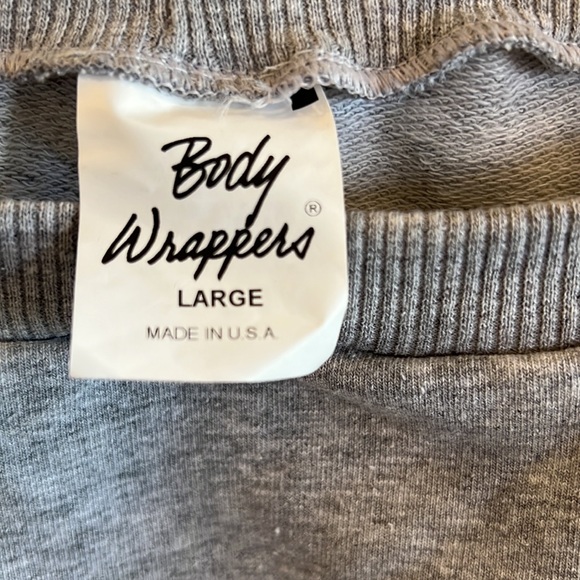 Body
Wrappers ®
LARGE
MADE IN U.S.A.